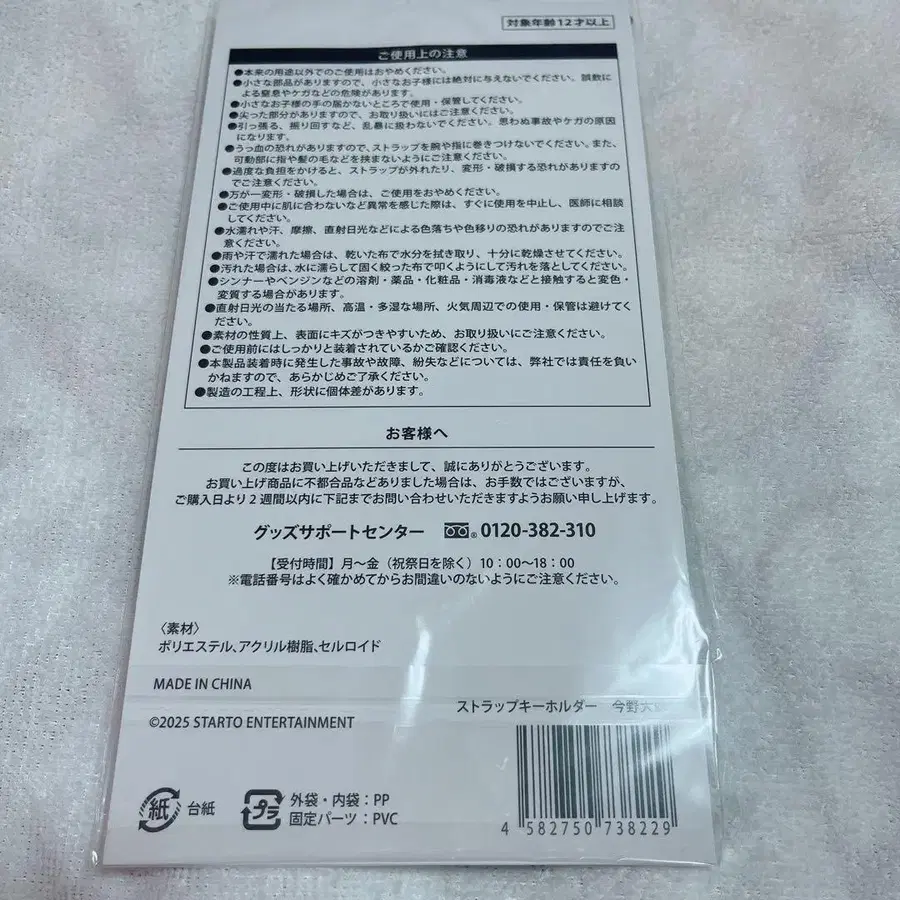 対象年齢12才以上
ご使用上の注意
●本来の用途以外でのご使用はおやめください。
●小さな部品がありますので、小さなお子様には絶対に与えないでください。誤飲に
よる窒息やケガなどの危険があります。
●小さなお子様の手の届かないところで使用・保管してください。
●尖った部分がありますので、お取り扱いにはご注意ください。
●引っ張る、振り回すなど、乱暴に扱わないでください。思わぬ事故やケガの原因
になります。
●うっ血の恐れがありますので、ストラップを腕や指に巻きつけないでください。また、
可動部に指や髪の毛などを挟まないようにご注意ください。
●過度な負担をかけると、ストラップが外れたり、変形・破損する恐れがありますの
でご注意ください。
●万が一変形・破損した場合は、ご使用をおやめください。
●ご使用中に肌に合わないなど異常を感じた際は、すぐに使用を中止し、医師に相談
してください。
●水濡れや汗、摩擦、直射日光などによる色落ちや色移りの恐れがありますのでご注
意ください。
●雨や汗で濡れた場合は、乾いた布で水分を拭き取り、十分に乾燥させてください。
●汚れた場合は、水に濡らして固く絞った布で叩くようにして汚れを落としてください。
●シンナーやベンジンなどの溶剤・薬品・化粧品・消毒液などと接触すると変色・
変質する場合があります。
●直射日光の当たる場所、高温・多湿な場所、火気周辺での使用・保管は避けてく
ださい。
●素材の性質上、表面にキズがつきやすいため、お取り扱いにご注意ください。
●ご使用前にはしっかりと装着されているかご確認ください。
●本製品装着時に発生した事故や故障、紛失などについては、弊社では責任を負い
かねますので、あらかじめご了承ください。
●製造の工程上、形状に個体差があります。
お客様へ
この度はお買い上げいただきまして、誠にありがとうございます。
お買い上げ商品に不都合品などありました場合は、お手数ではございますが、
ご購入日より2週間以内に下記までお問い合わせいただきますようお願い申し上げます。
グッズサポートセンター 0120-382-310
【受付時間】月〜金（祝祭日を除く）10：00〜18：00
※電話番号はよく確かめてからお間違いのないようにご注意ください。
〈素材〉
ポリエステル、アクリル樹脂、セルロイド
MADE IN CHINA
ストラップキーホルダー 今野大
©2025 STARTO ENTERTAINMENT
紙 台紙
プラ 外袋・内袋：PP
固定パーツ：PVC
4 582750 738229